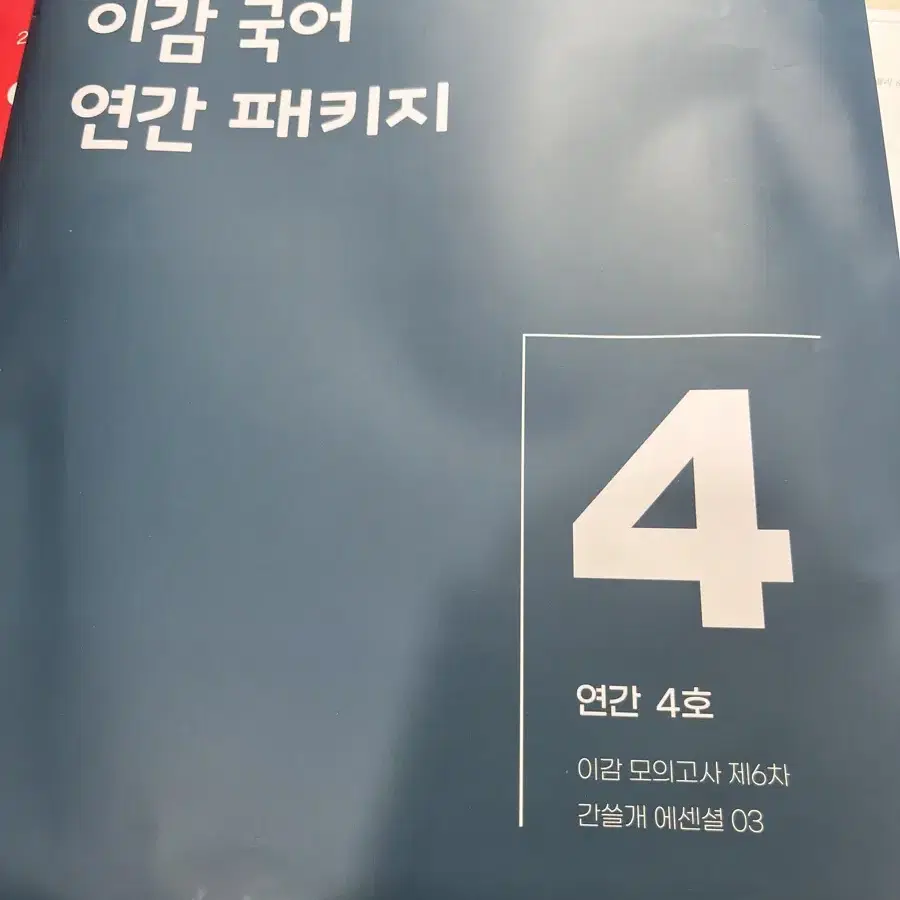 이감 국어
연간 패키지
4
연간 4호
이감 모의고사 제6차
간쓸개 에센셜 03